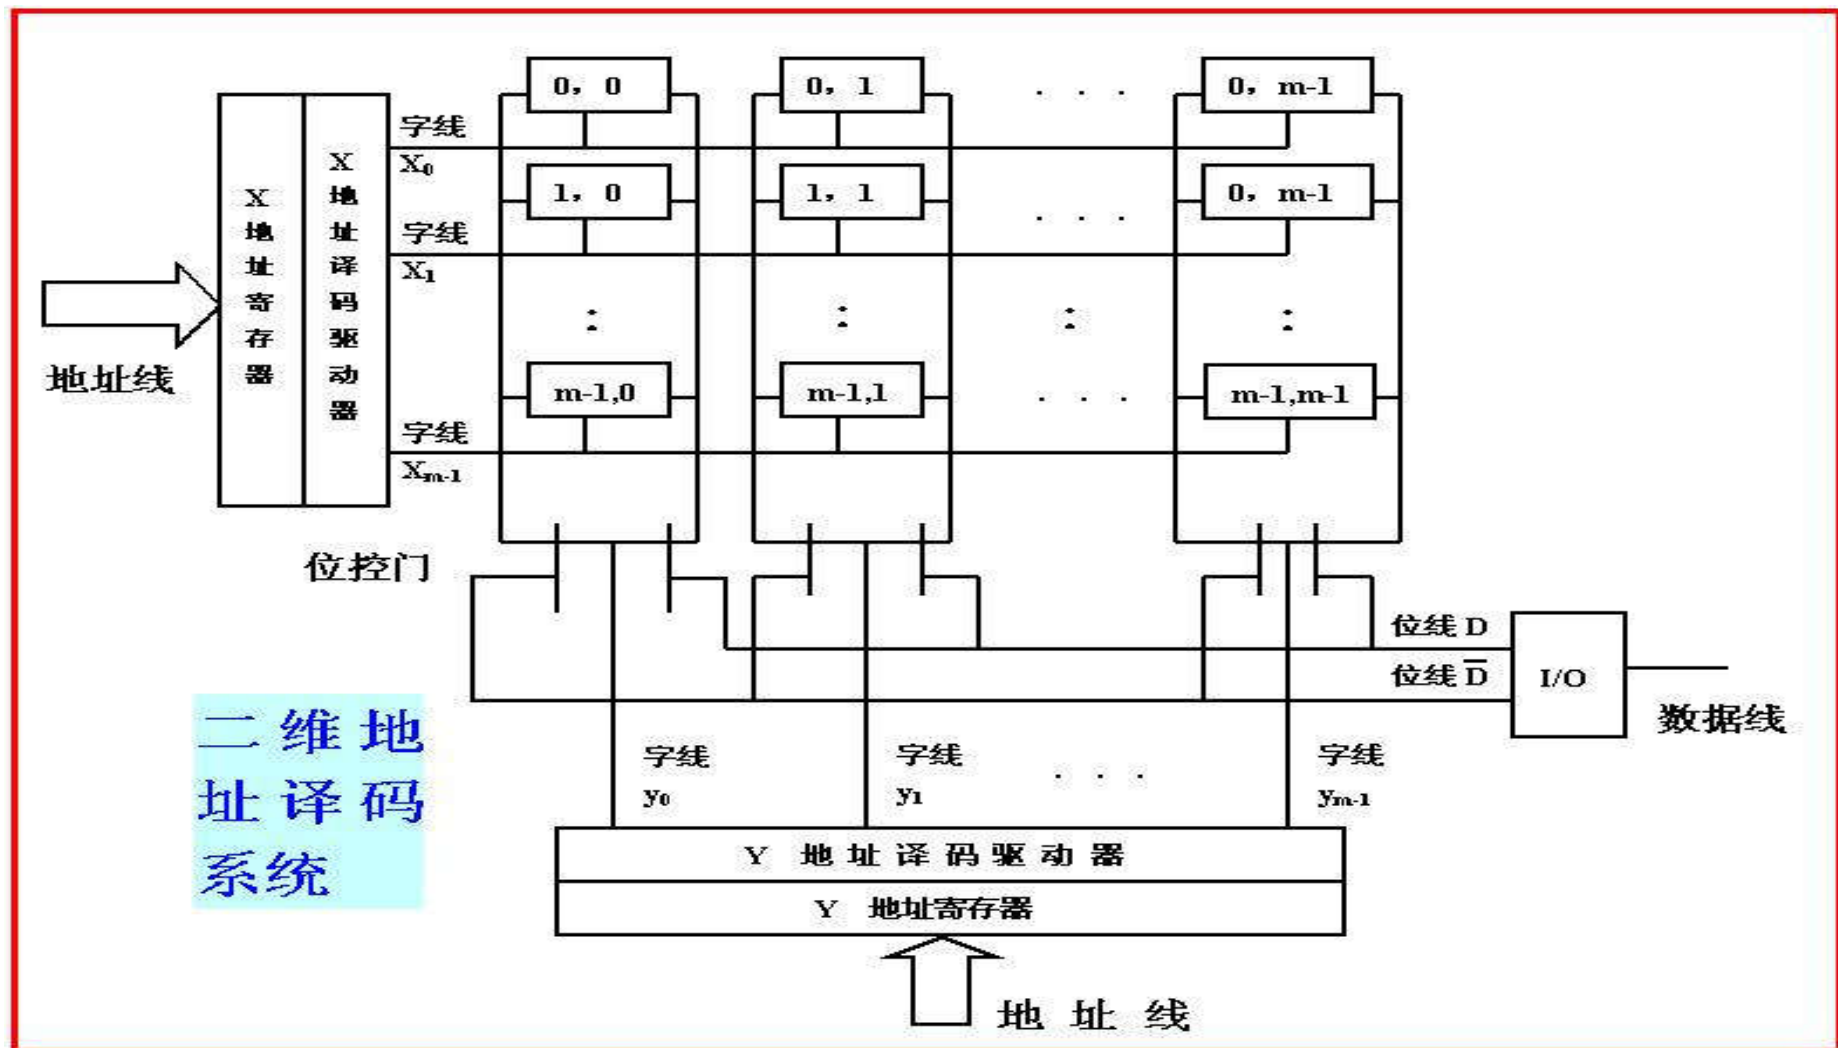 0，0
0，1
. . .
0，m-1
字线
X0
X地址寄存器
X地址译码驱动器
1，0
1，1
. . .
0，m-1
字线
X1
地址线
m-1,0
m-1,1
. . .
m-1,m-1
字线
Xm-1
位控门
位线 D
位线 D̅
I/O
数据线
二维地
址译码
系统
字线
y0
字线
y1
. . .
字线
ym-1
Y 地址译码驱动器
Y 地址寄存器
地址线